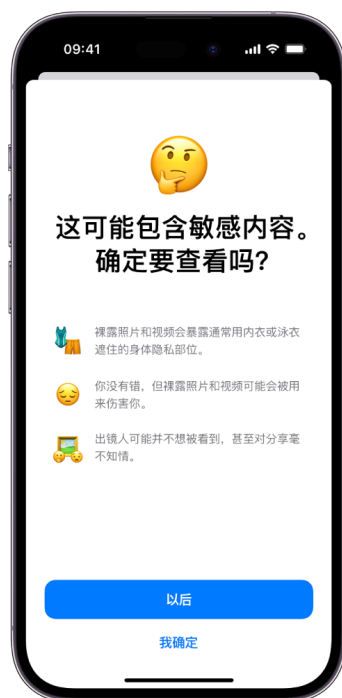 09:41
这可能包含敏感内容。
确定要查看吗?
裸露照片和视频会暴露通常用内衣或泳衣
遮住的身体隐私部位。
你没有错，但裸露照片和视频可能会被用
来伤害你。
出镜人可能并不想被看到，甚至对分享毫
不知情。
以后
我确定